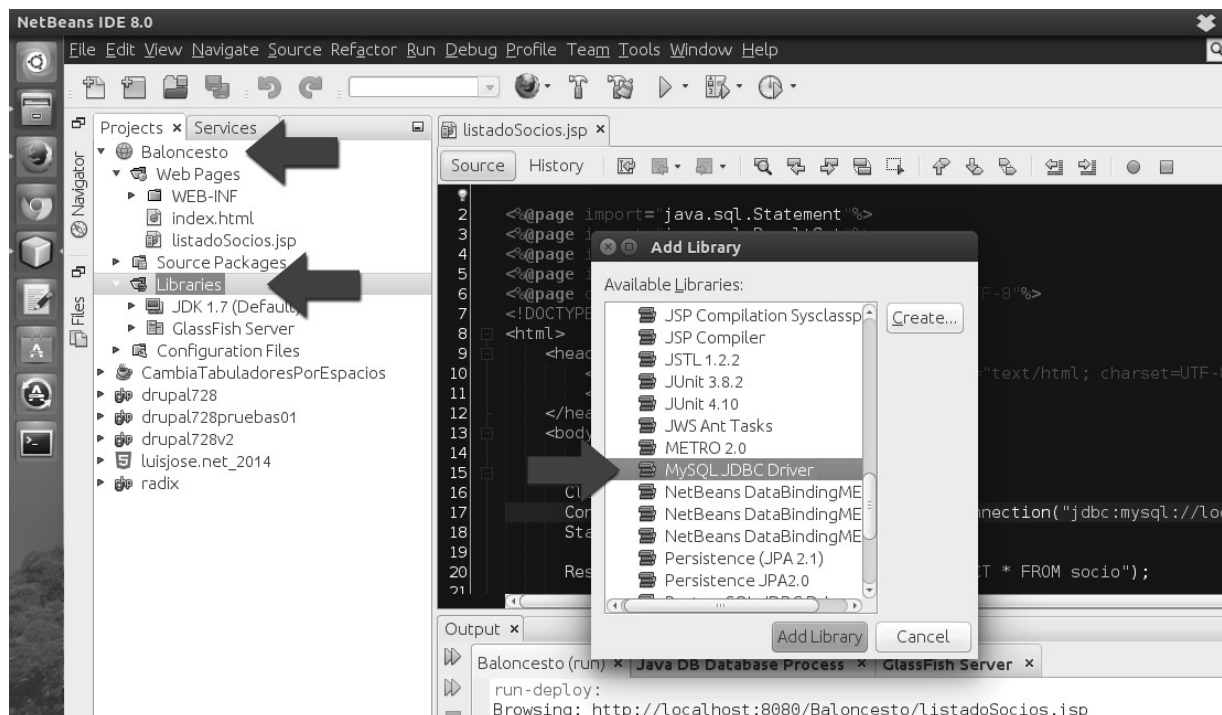 NetBeans IDE 8.0
File Edit View Navigate Source Refactor Run Debug Profile Team Tools Window Help
Projects Services
Navigator
Files
Baloncesto
Web Pages
WEB-INF
index.html
listadoSocios.jsp
Source Packages
Libraries
JDK 1.7 (Default)
GlassFish Server
Configuration Files
CambiaTabuladoresPorEspacios
drupal728
drupal728pruebas01
drupal728v2
luisjose.net_2014
radix
listadoSocios.jsp
Source History
2 <%@page import="java.sql.Statement"%>
3 <%@page
4 <%@page
5 <%@page
6 <%@page F-8"%>
7 <!DOCTYPE
8 <html>
9 <head
10 < ="text/html; charset=UTF-8
11 <
12 </hea
13 <body
14
15
16 Cl
17 Con nnection("jdbc:mysql://loc
18 Sta
19
20 Res CT * FROM socio");
21
Add Library
Available Libraries:
JSP Compilation Sysclassp
JSP Compiler
JSTL 1.2.2
JUnit 3.8.2
JUnit 4.10
JWS Ant Tasks
METRO 2.0
MySQL JDBC Driver
NetBeans DataBindingME
NetBeans DataBindingME
NetBeans DataBindingME
Persistence (JPA 2.1)
Persistence JPA2.0
Create...
Add Library Cancel
Output
Baloncesto (run) Java DB Database Process GlassFish Server
run-deploy:
Browsing: http://localhost:8080/Baloncesto/listadoSocios.jsp